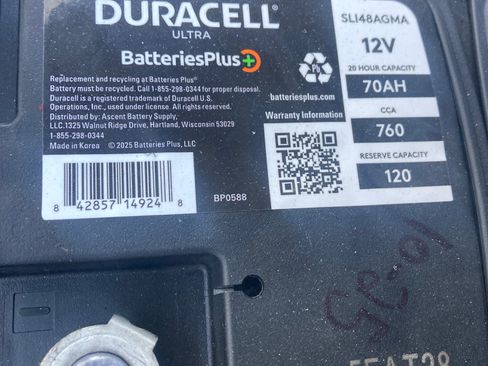 DURACELL
ULTRA
BatteriesPlus+
Replacement and recycling at Batteries Plus®
Battery must be recycled. Call 1-855-298-0344 for proper disposal.
Duracell is a registered trademark of Duracell U.S.
Operations, Inc., used under license. All rights reserved.
Distributed by: Ascent Battery Supply,
LLC.1325 Walnut Ridge Drive, Hartland, Wisconsin 53029
1-855-298-0344
Made in Korea © 2025 Batteries Plus, LLC
8 42857 14924 8
BP0588
Pb
batteriesplus.com
Warranty Information
SLI48AGMA
12V
20 HOUR CAPACITY
70AH
CCA
760
RESERVE CAPACITY
120
10-25